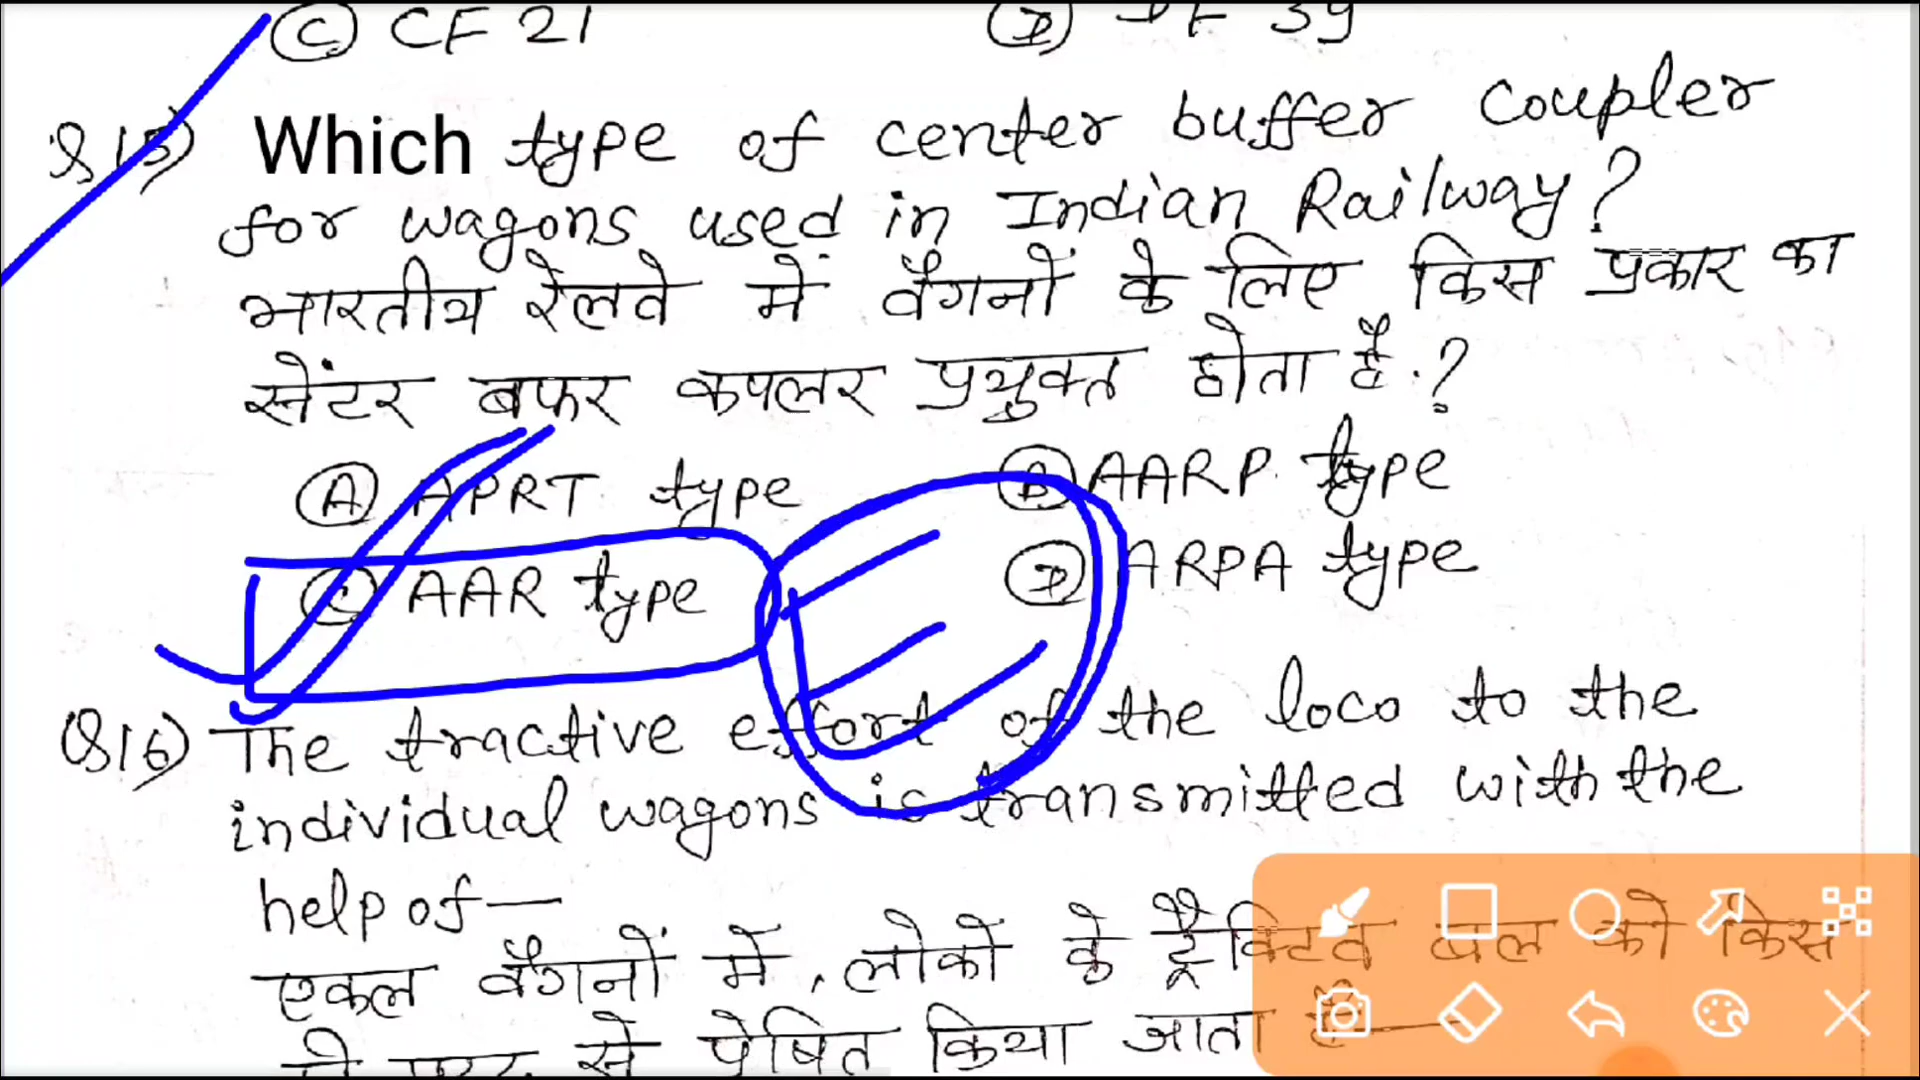 (C) CF 21 (D)
Q15) Which type of center buffer coupler
for wagons used in Indian Railway?
भारतीय रेलवे में वैगनों के लिए किस प्रकार का
सेंटर बफर कपलर प्रयुक्त होता है.?
(A) APRT type (B) AARP type
(C) AAR type (D) ARPA type
Q16) The tractive effort of the loco to the
individual wagons is transmitted with the
help of—
एकल वैगनों में, लोको के ट्रैक्टिव बल को किस
से प्रेषित किया जाता है—